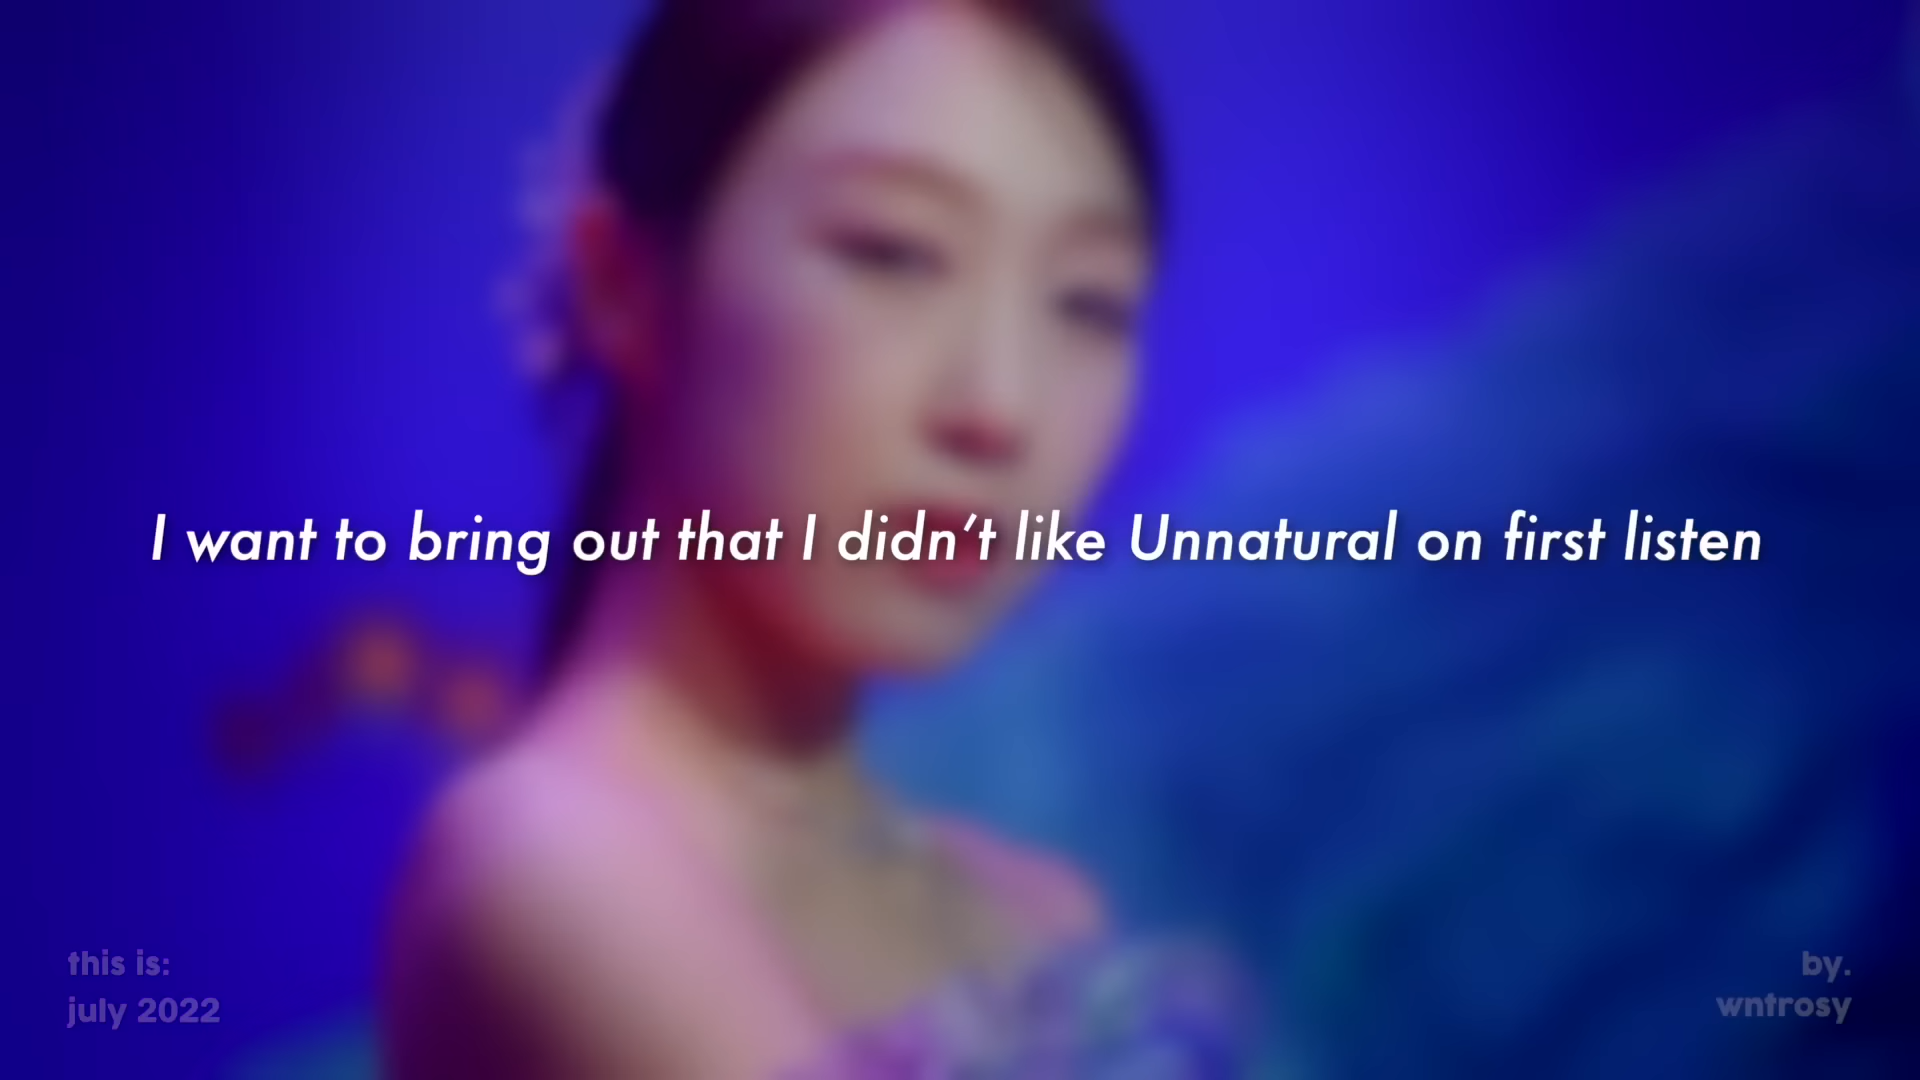 I want to bring out that I didn't like Unnatural on first listen
this is:
july 2022
by.
wntrosy